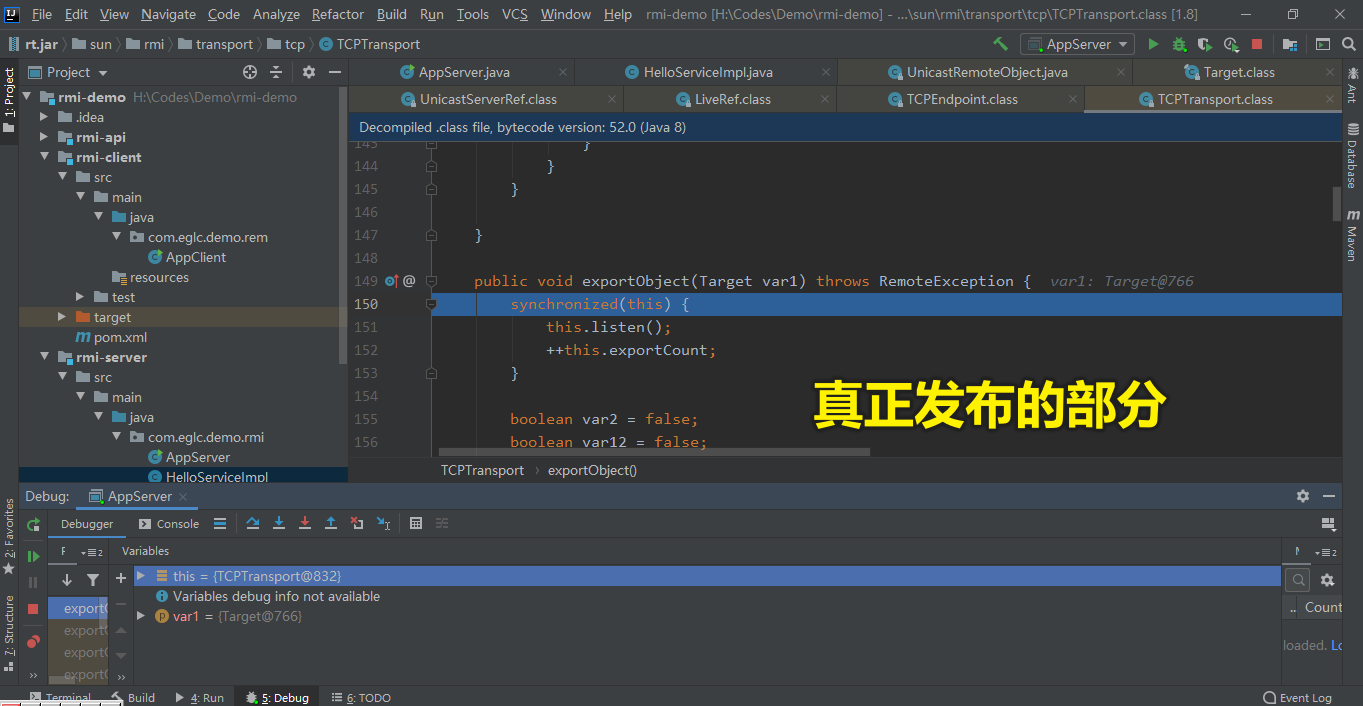 File Edit View Navigate Code Analyze Refactor Build Run Tools VCS Window Help rmi-demo [H:\Codes\Demo\rmi-demo] - ...\sun\rmi\transport\tcp\TCPTransport.class [1.8]
rt.jar sun rmi transport tcp TCPTransport AppServer
1: Project
Project
AppServer.java HelloServiceImpl.java UnicastRemoteObject.java Target.class
UnicastServerRef.class LiveRef.class TCPEndpoint.class TCPTransport.class
Decompiled .class file, bytecode version: 52.0 (Java 8)
rmi-demo H:\Codes\Demo\rmi-demo
.idea
rmi-api
rmi-client
src
main
java
com.eglc.demo.rem
AppClient
resources
test
target
pom.xml
rmi-server
src
main
java
com.eglc.demo.rmi
AppServer
HelloServiceImpl
143 }
144 }
145 }
146
147 }
148
149 @ public void exportObject(Target var1) throws RemoteException { var1: Target@766
150 synchronized(this) {
151 this.listen();
152 ++this.exportCount;
153 }
154
155 boolean var2 = false;
156 boolean var12 = false;
真正发布的部分
TCPTransport exportObject()
Ant
Database
Maven
2: Favorites
7: Structure
Debug: AppServer
Debugger Console
F 2 Variables
this = {TCPTransport@832}
Variables debug info not available
var1 = {Target@766}
export
export
export
export
2
.. Count
loaded. Lo
Terminal Build 4: Run 5: Debug 6: TODO Event Log